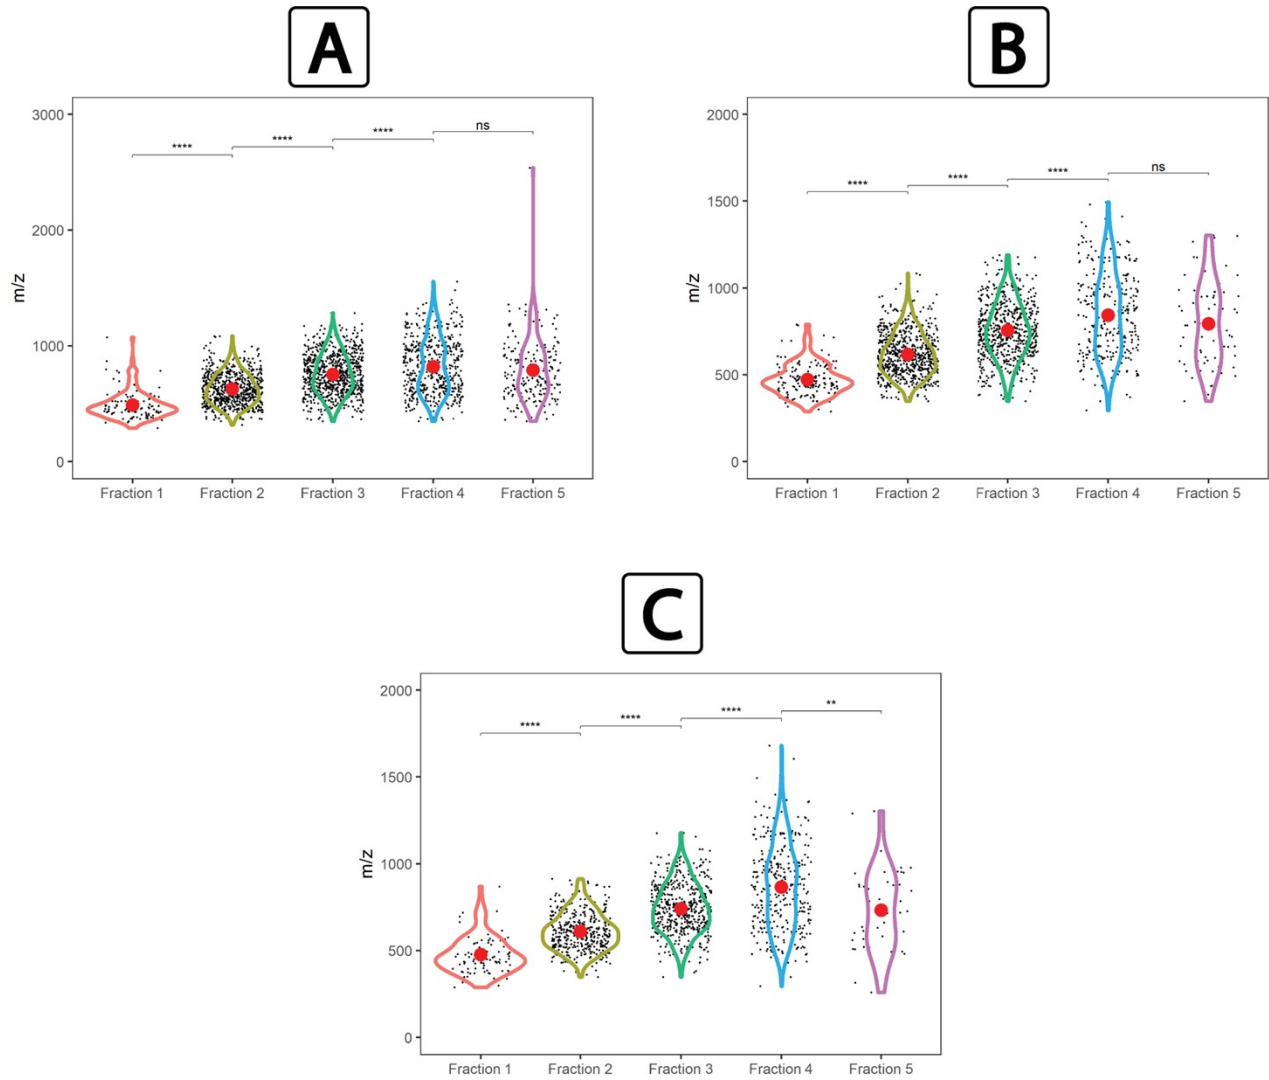 A
3000
2000
1000
0
m/z
****
****
****
ns
Fraction 1
Fraction 2
Fraction 3
Fraction 4
Fraction 5
B
2000
1500
1000
500
0
m/z
****
****
****
ns
Fraction 1
Fraction 2
Fraction 3
Fraction 4
Fraction 5
C
2000
1500
1000
500
0
m/z
****
****
****
**
Fraction 1
Fraction 2
Fraction 3
Fraction 4
Fraction 5